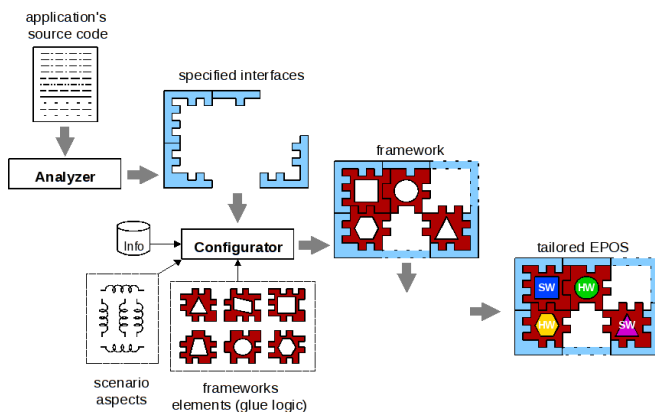 application's
source code
specified interfaces
framework
Analyzer
Info
Configurator
tailored EPOS
SW
HW
HW
SW
scenario
aspects
frameworks
elements (glue logic)